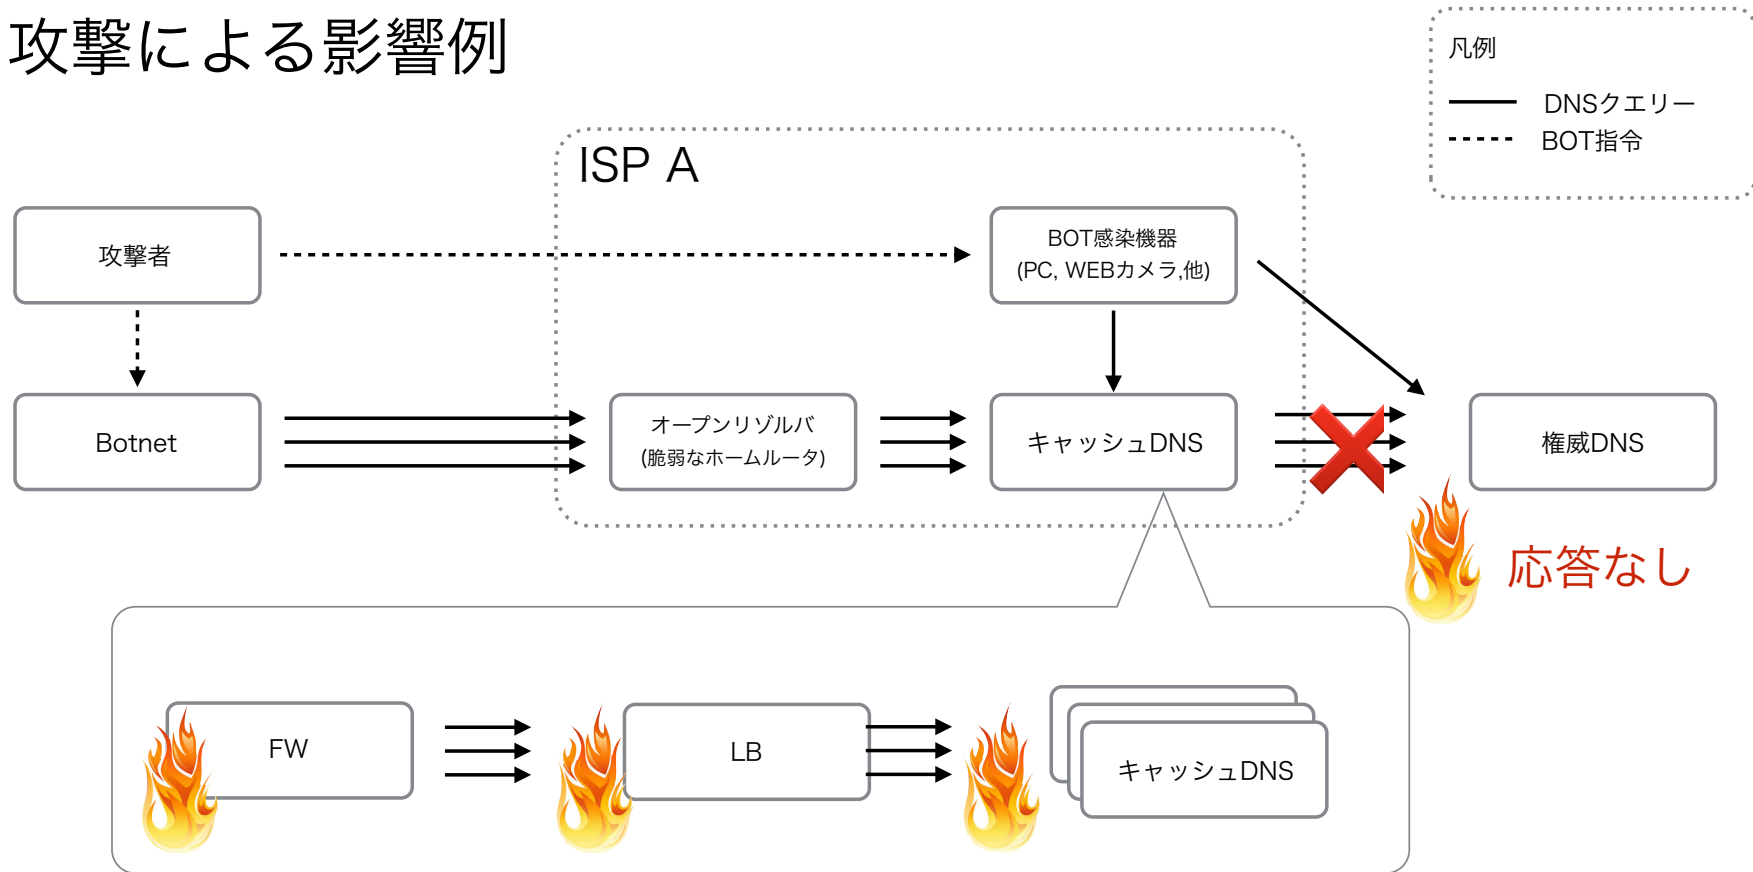 攻撃による影響例
凡例
DNSクエリー
BOT指令
ISP A
攻撃者
BOT感染機器
(PC, WEBカメラ,他)
Botnet
オープンリゾルバ
(脆弱なホームルータ)
キャッシュDNS
権威DNS
応答なし
FW
LB
キャッシュDNS